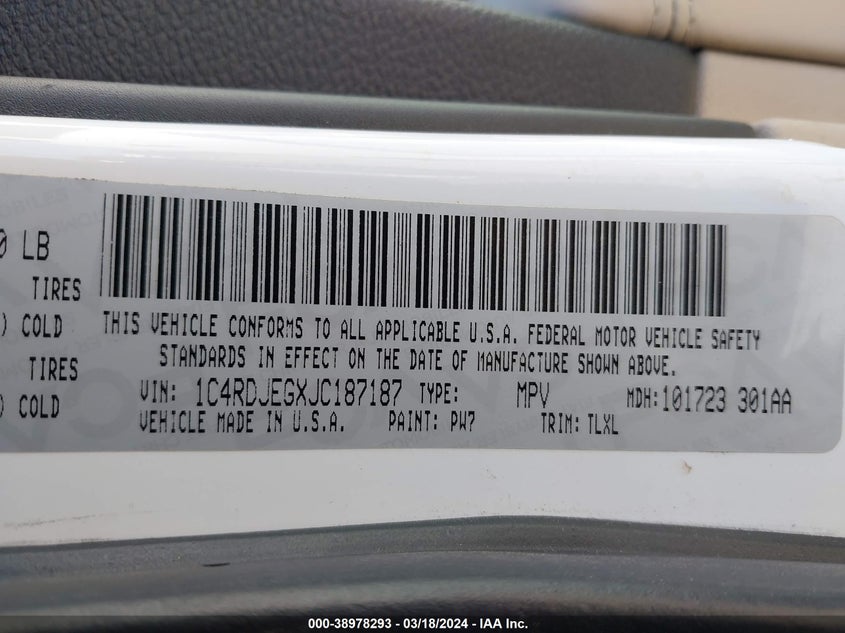 0 LB
TIRES
) COLD
TIRES
) COLD
THIS VEHICLE CONFORMS TO ALL APPLICABLE U.S.A. FEDERAL MOTOR VEHICLE SAFETY
STANDARDS IN EFFECT ON THE DATE OF MANUFACTURE SHOWN ABOVE.
VIN: 1C4RDJEGXJC187187 TYPE: MPV MDH: 101723 301AA
VEHICLE MADE IN U.S.A. PAINT: PW7 TRIM: TLXL
000-38978293 - 03/18/2024 - IAA Inc.